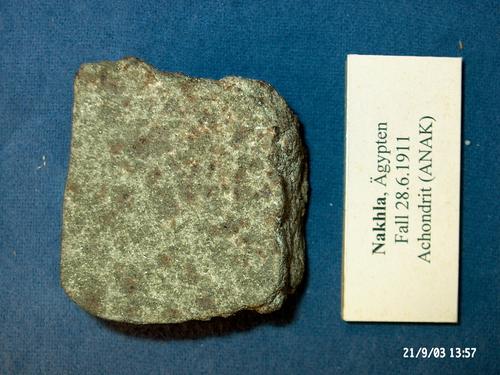 Nakhla, Ägypten
Fall 28.6.1911
Achondrit (ANAK)
21/9/03 13:57